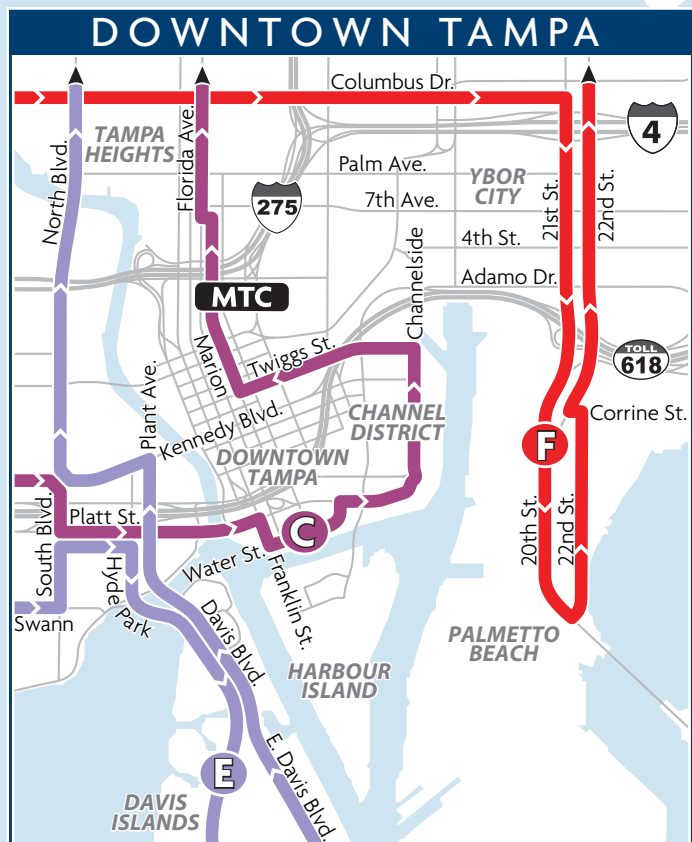 DOWNTOWN TAMPA
Columbus Dr.
TAMPA
HEIGHTS
4
North Blvd.
Florida Ave.
Palm Ave.
YBOR
CITY
275
7th Ave.
21st St.
22nd St.
4th St.
Channelside
Adamo Dr.
MTC
TOLL
618
Marion
Twiggs St.
Plant Ave.
Kennedy Blvd.
CHANNEL
DISTRICT
Corrine St.
DOWNTOWN
TAMPA
F
South Blvd.
Platt St.
C
20th St.
22nd St.
Water St.
Franklin St.
Hyde Park
Swann
Davis Blvd.
PALMETTO
BEACH
HARBOUR
ISLAND
E
E. Davis Blvd.
DAVIS
ISLANDS